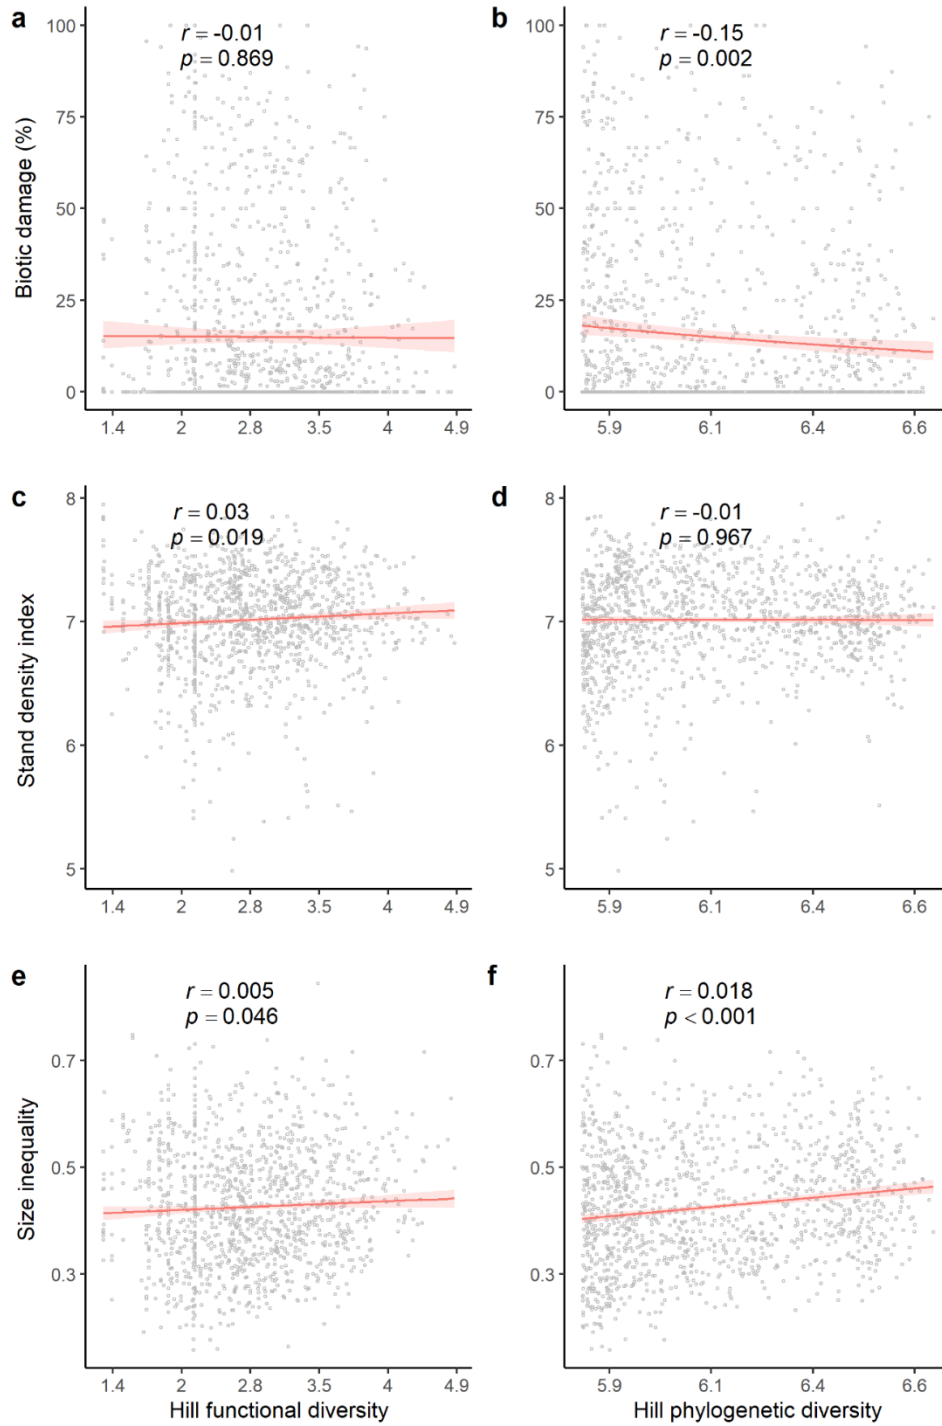 a
r = -0.01
p = 0.869
100
75
50
25
0
Biotic damage (%)
1.4 2 2.8 3.5 4 4.9
b
r = -0.15
p = 0.002
100
75
50
25
0
5.9 6.1 6.4 6.6
c
r = 0.03
p = 0.019
8
7
6
5
Stand density index
1.4 2 2.8 3.5 4 4.9
d
r = -0.01
p = 0.967
8
7
6
5
5.9 6.1 6.4 6.6
e
r = 0.005
p = 0.046
0.7
0.5
0.3
Size inequality
1.4 2 2.8 3.5 4 4.9
Hill functional diversity
f
r = 0.018
p < 0.001
0.7
0.5
0.3
5.9 6.1 6.4 6.6
Hill phylogenetic diversity